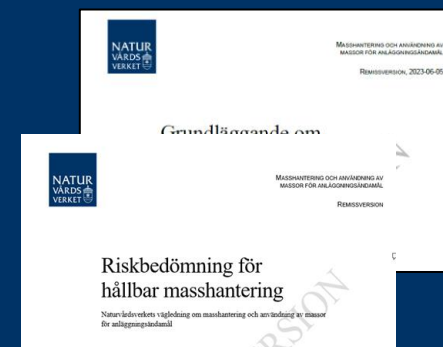 NATUR
VÅRDS
VERKET
MASSHANTERING OCH ANVÄNDNING AV
MASSOR FÖR ANLÄGGNINGSÄNDAMÅL
REMISSVERSION, 2023-06-05
Grundläggande om
NATUR
VÅRDS
VERKET
MASSHANTERING OCH ANVÄNDNING AV
MASSOR FÖR ANLÄGGNINGSÄNDAMÅL
REMISSVERSION
Riskbedömning för
hållbar masshantering
Naturvårdsverkets vägledning om masshantering och användning av massor
för anläggningsändamål